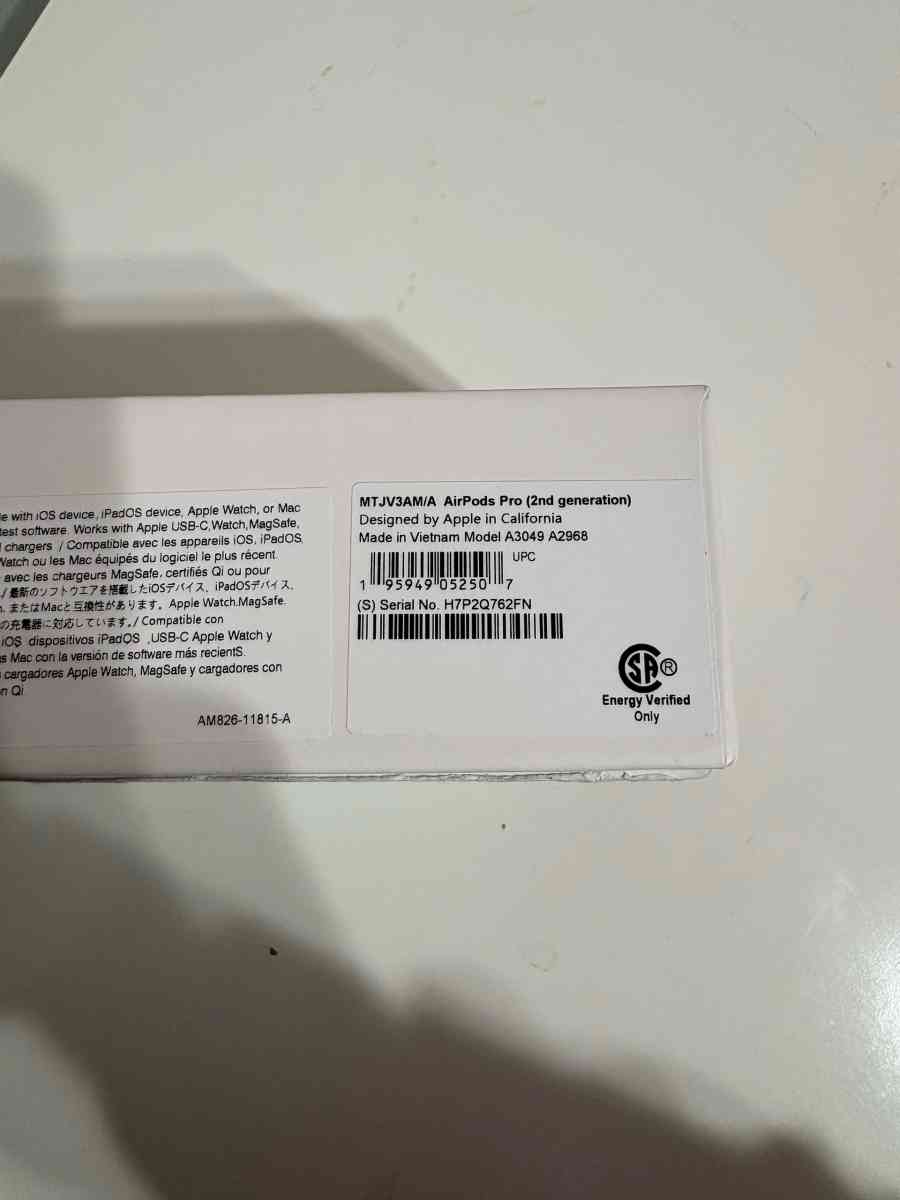 le with iOS device, iPadOS device, Apple Watch, or Mac
test software. Works with Apple USB-C,Watch,MagSafe,
chargers / Compatible avec les appareils iOS, iPadOS
Watch ou les Mac équipés du logiciel le plus récent.
avec les chargeurs MagSafe, certifiés Qi ou pour
/ 最新のソフトウエアを搭載したiOSデバイス、iPadOSデバイス、
またはMacと互換性があります。Apple Watch.MagSafe.
の充電器に対応しています。/ Compatible con
iOS dispositivos iPadOS ,USB-C Apple Watch y
s Mac con la versión de software más recientS.
cargadores Apple Watch, MagSafe y cargadores con
n Qi
AM826-11815-A
MTJV3AM/A AirPods Pro (2nd generation)
Designed by Apple in California
Made in Vietnam Model A3049 A2968
UPC
1 95949 05250 7
(S) Serial No. H7P2Q762FN
SA ®
Energy Verified
Only